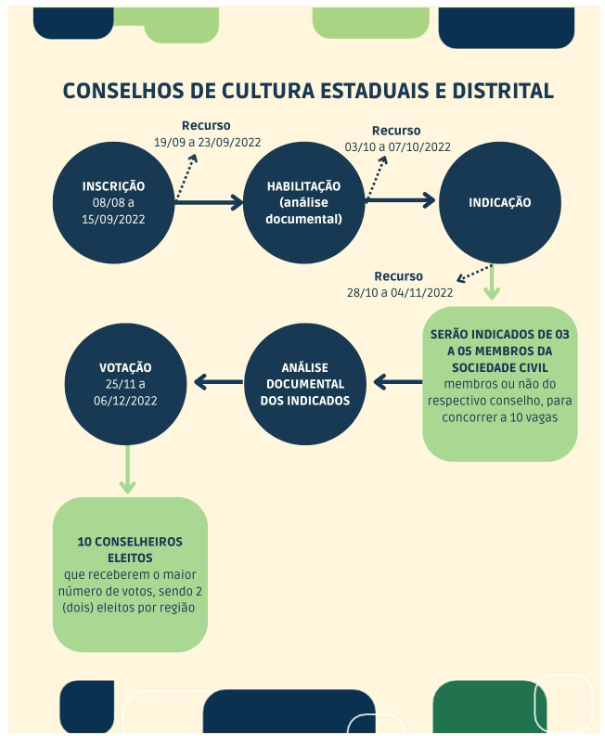 CONSELHOS DE CULTURA ESTADUAIS E DISTRITAL
Recurso
19/09 a 23/09/2022
Recurso
03/10 a 07/10/2022
INSCRIÇÃO
08/08 a
15/09/2022
HABILITAÇÃO
(análise
documental)
INDICAÇÃO
Recurso
28/10 a 04/11/2022
SERÃO INDICADOS DE 03
A 05 MEMBROS DA
SOCIEDADE CIVIL
membros ou não do
respectivo conselho, para
concorrer a 10 vagas
ANÁLISE
DOCUMENTAL
DOS INDICADOS
VOTAÇÃO
25/11 a
06/12/2022
10 CONSELHEIROS
ELEITOS
que receberem o maior
número de votos, sendo 2
(dois) eleitos por região